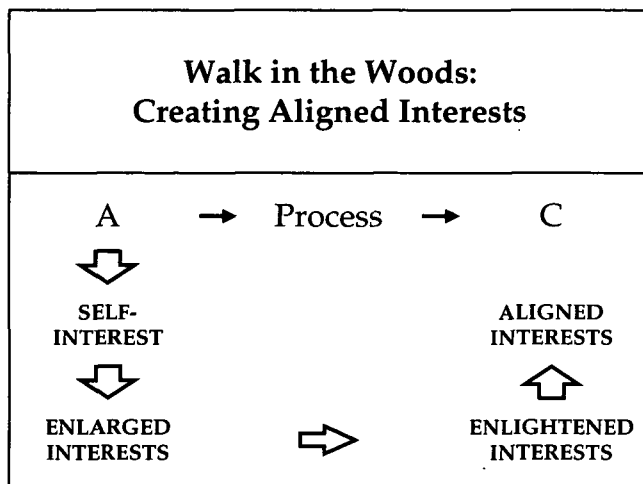 Walk in the Woods:
Creating Aligned Interests
A → Process → C
SELF-
INTEREST
ALIGNED
INTERESTS
ENLARGED
INTERESTS
ENLIGHTENED
INTERESTS